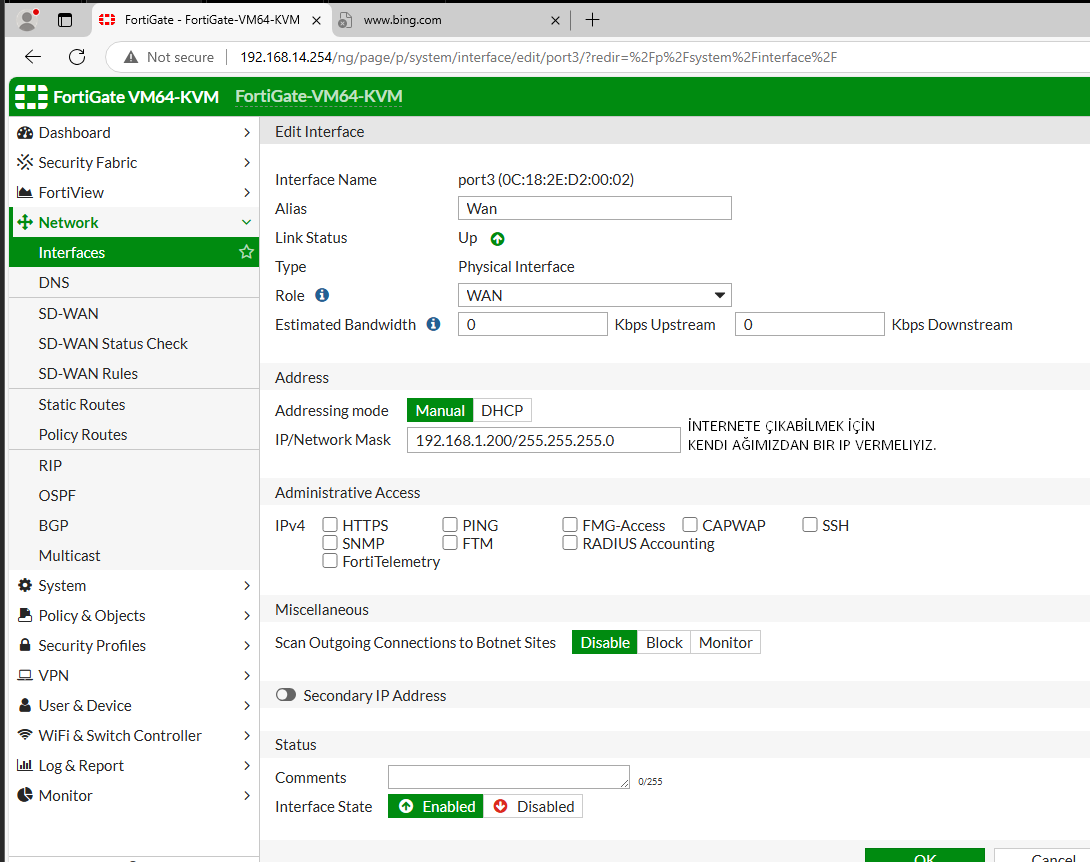 FortiGate - FortiGate-VM64-KVM
www.bing.com
Not secure
192.168.14.254/ng/page/p/system/interface/edit/port3/?redir=%2Fp%2Fsystem%2Finterface%2F
FortiGate VM64-KVM
FortiGate-VM64-KVM
Dashboard
Security Fabric
FortiView
Network
Interfaces
DNS
SD-WAN
SD-WAN Status Check
SD-WAN Rules
Static Routes
Policy Routes
RIP
OSPF
BGP
Multicast
System
Policy & Objects
Security Profiles
VPN
User & Device
WiFi & Switch Controller
Log & Report
Monitor
Edit Interface
Interface Name port3 (0C:18:2E:D2:00:02)
Alias Wan
Link Status Up
Type Physical Interface
Role WAN
Estimated Bandwidth 0 Kbps Upstream 0 Kbps Downstream
Address
Addressing mode Manual DHCP
IP/Network Mask 192.168.1.200/255.255.255.0
İNTERNETE ÇIKABİLMEK İÇİN
KENDI AĞIMIZDAN BIR IP VERMELIYIZ.
Administrative Access
IPv4 HTTPS PING FMG-Access CAPWAP SSH
SNMP FTM RADIUS Accounting
FortiTelemetry
Miscellaneous
Scan Outgoing Connections to Botnet Sites Disable Block Monitor
Secondary IP Address
Status
Comments 0/255
Interface State Enabled Disabled
OK Cancel